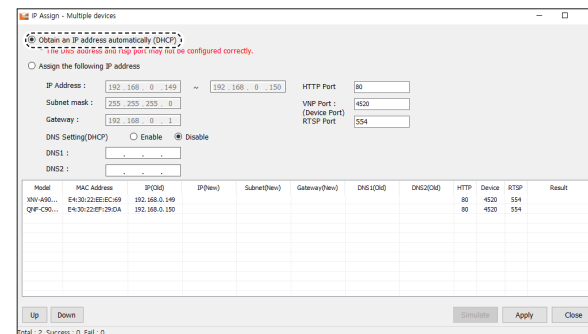 IP Assign - Multiple devices
Obtain an IP address automatically (DHCP)
The DNS address and rtsp port may not be configured correctly.
Assign the following IP address
IP Address : 192 . 168 . 0 . 149 ~ 192 . 168 . 0 . 150 HTTP Port 80
Subnet mask : 255 . 255 . 255 . 0 VNP Port : 4520
(Device Port)
Gateway : 192 . 168 . 0 . 1 RTSP Port 554
DNS Setting(DHCP) Enable Disable
DNS1 : . . .
DNS2 : . . .
Model MAC Address IP(Old) IP(New) Subnet(New) Gateway(New) DNS1(Old) DNS2(Old) HTTP Device RTSP Result
XNV-A90... E4:30:22:EE:EC:69 192.168.0.149 80 4520 554
QNF-C90... E4:30:22:EF:29:DA 192.168.0.150 80 4520 554
Up Down Simulate Apply Close
Total : 2, Success : 0, Fail : 0